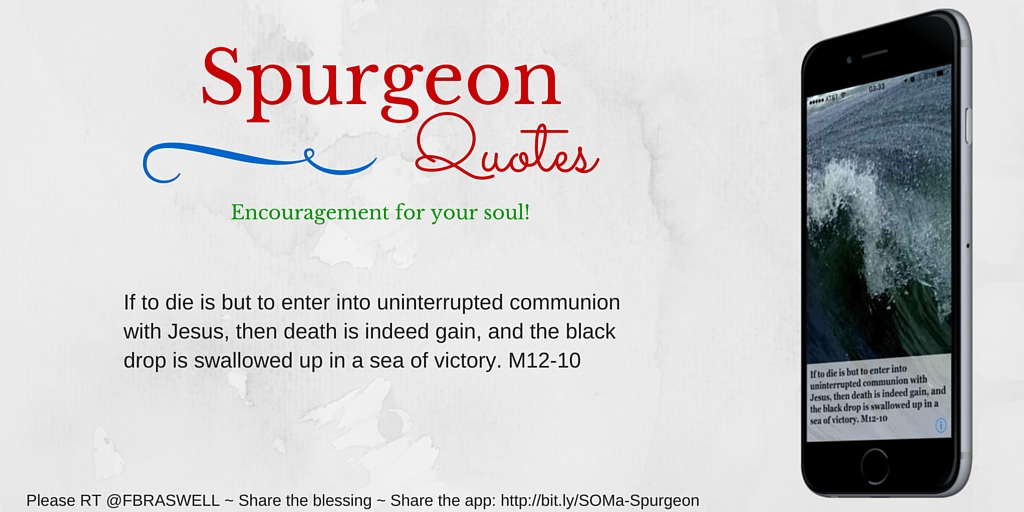 Spurgeon
Quotes
Encouragement for your soul!
If to die is but to enter into uninterrupted communion
with Jesus, then death is indeed gain, and the black
drop is swallowed up in a sea of victory. M12-10
Please RT @FBRASWELL ~ Share the blessing ~ Share the app: http://bit.ly/SOMa-Spurgeon
AT&T 03:33
If to die is but to enter into
uninterrupted communion with
Jesus, then death is indeed gain, and
the black drop is swallowed up in a
sea of victory. M12-10
i